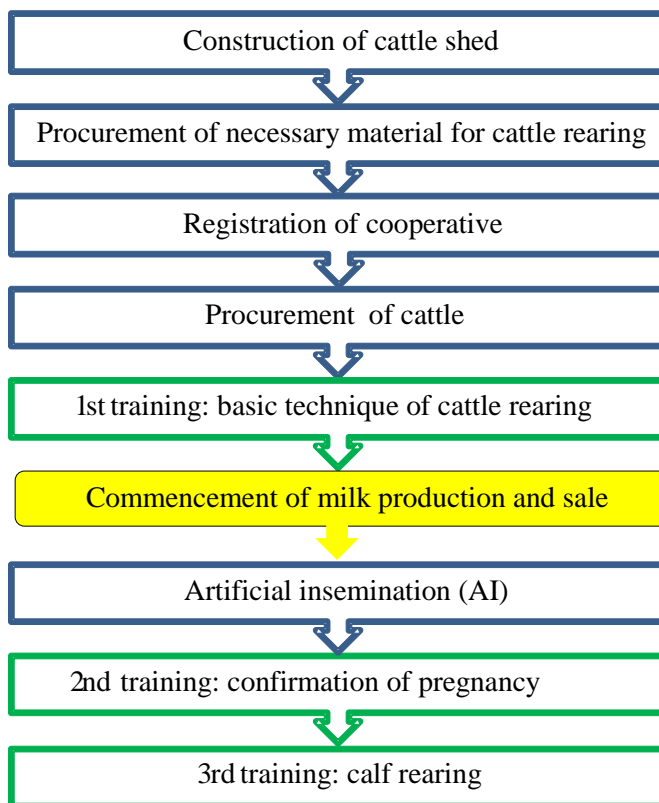 Construction of cattle shed
Procurement of necessary material for cattle rearing
Registration of cooperative
Procurement of cattle
1st training: basic technique of cattle rearing
Commencement of milk production and sale
Artificial insemination (AI)
2nd training: confirmation of pregnancy
3rd training: calf rearing